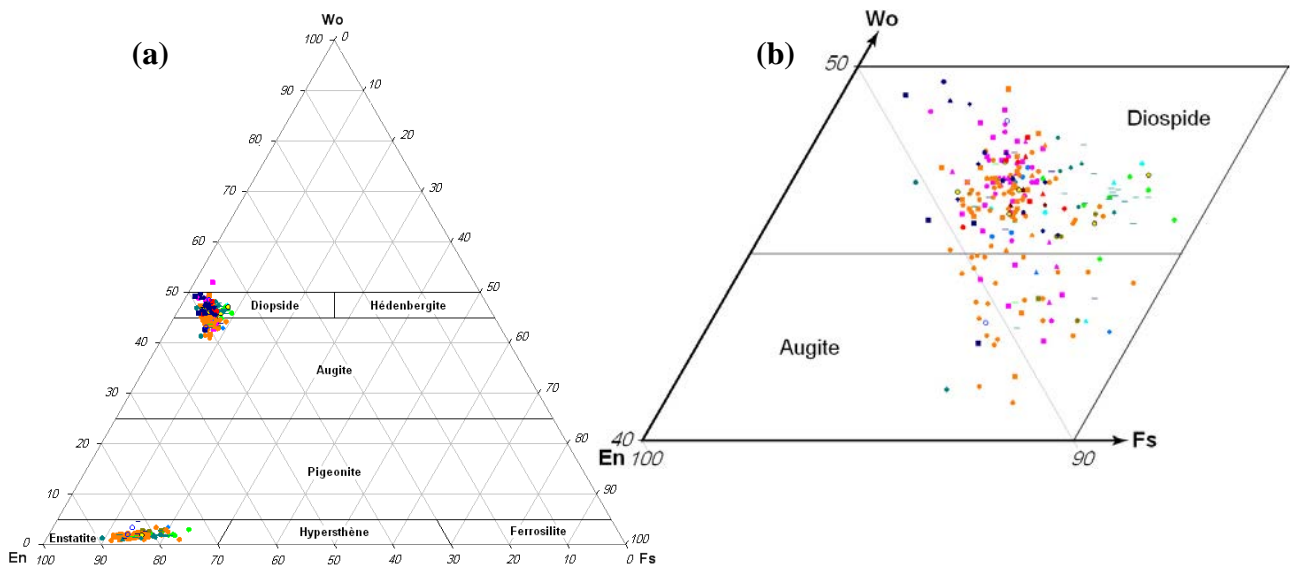 (a)
Wo
100 0
90 10
80 20
70 30
60 40
50 50
Diopside Hédenbergite
40 60
Augite
30 70
20 80
Pigeonite
10 90
Enstatite Hypersthène Ferrosilite
0 100
En 100 90 80 70 60 50 40 30 20 10 0 Fs
(b)
Wo
50
Diospide
Augite
40
En 100 90 Fs